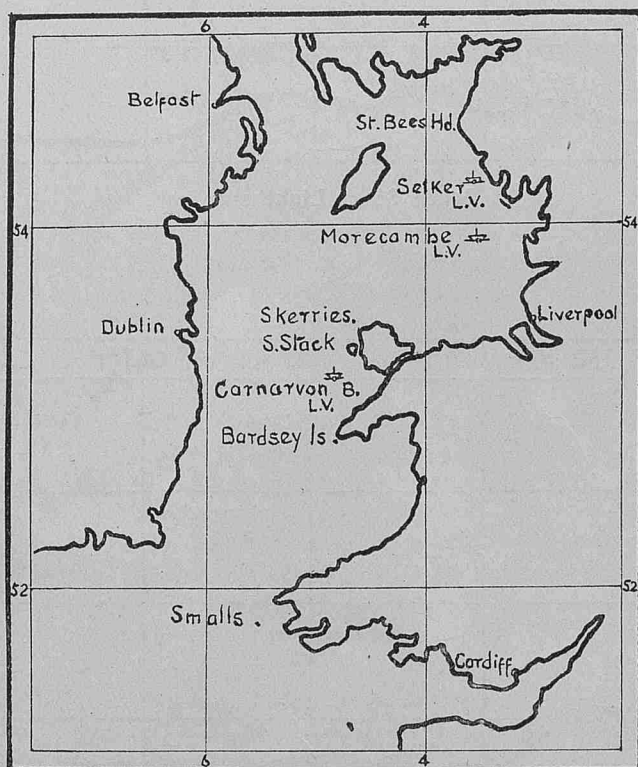 6 4
Belfast
St. Bees Hd.
Selker
L.V.
54 54
Morecambe
L.V.
Skerries.
Liverpool
Dublin
S.Stack
Carnarvon B.
L.V.
Bardsey Is
52 52
Smalls.
Cardiff
6 4